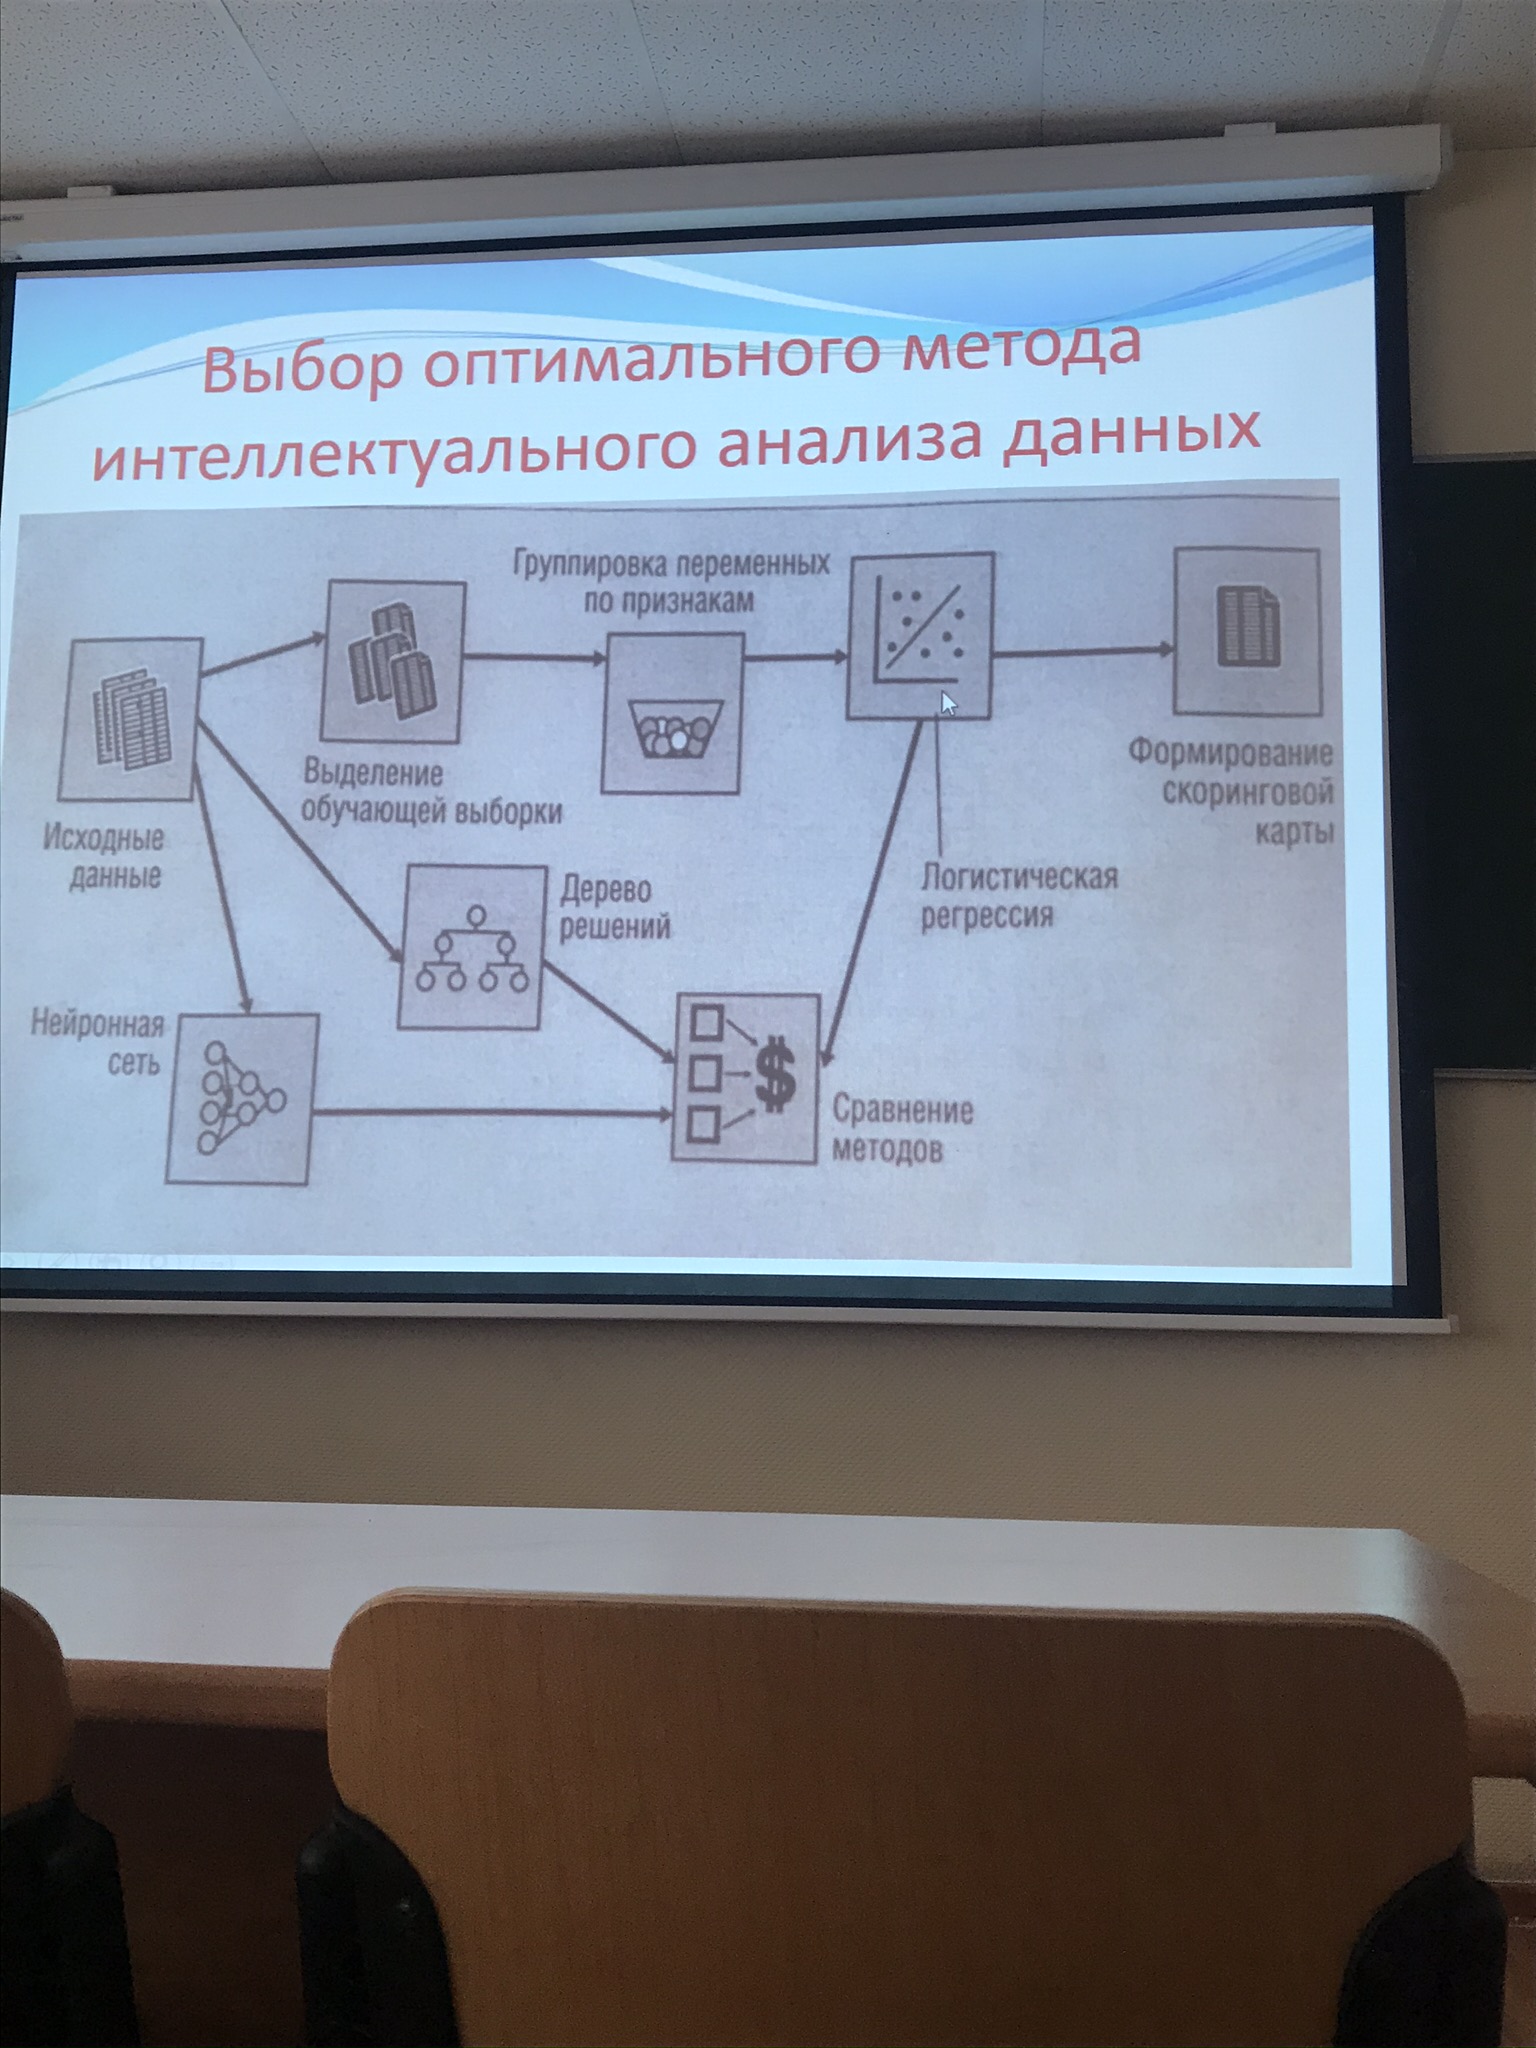 Выбор оптимального метода
интеллектуального анализа данных
Группировка переменных
по признакам
Выделение
обучающей выборки
Исходные
данные
Формирование
скоринговой
карты
Дерево
решений
Логистическая
регрессия
Нейронная
сеть
$
Сравнение
методов